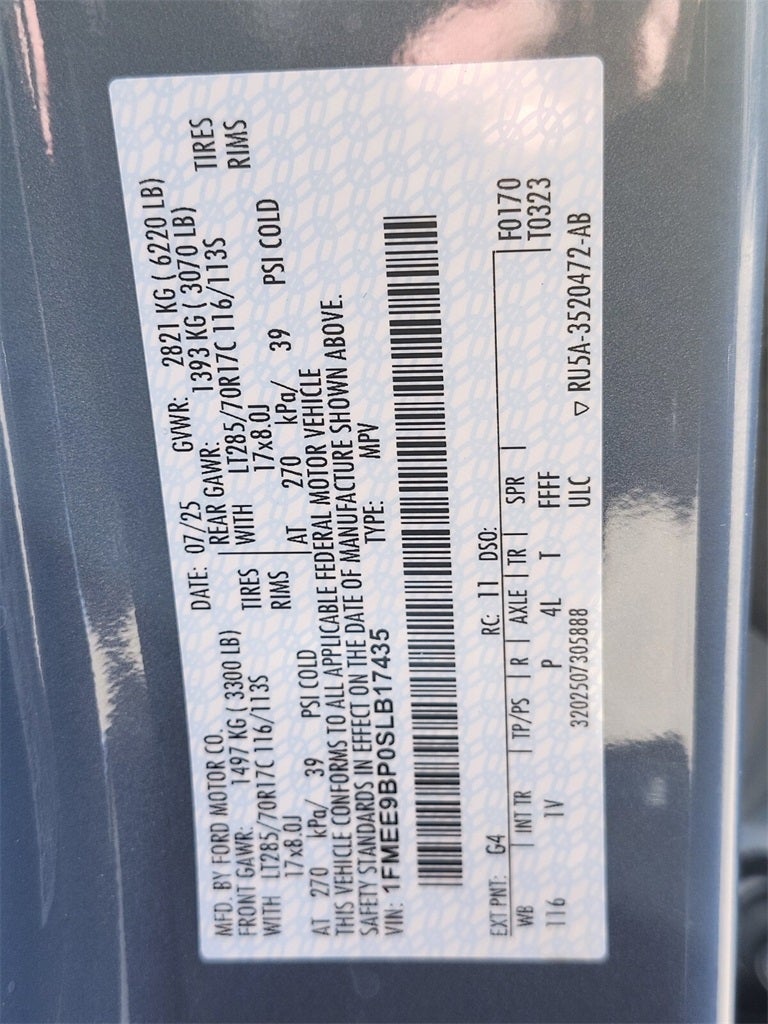 MFD. BY FORD MOTOR CO.
DATE: 07/25 GVWR: 2821 KG ( 6220 LB)
FRONT GAWR: 1497 KG ( 3300 LB)
REAR GAWR: 1393 KG ( 3070 LB)
WITH LT285/70R17C 116/113S TIRES
WITH LT285/70R17C 116/113S TIRES
17x8.0J RIMS
17x8.0J RIMS
AT 270 kPa/ 39 PSI COLD
AT 270 kPa/ 39 PSI COLD
THIS VEHICLE CONFORMS TO ALL APPLICABLE FEDERAL MOTOR VEHICLE
SAFETY STANDARDS IN EFFECT ON THE DATE OF MANUFACTURE SHOWN ABOVE.
VIN: 1FMEE9BP0SLB17435 TYPE: MPV
EXT PNT: G4 RC: 11 DSO: F0170
WB INT TR TP/PS R AXLE TR SPR T0323
116 1V P 4L T FFFF
3202507305888 ULC ▽ RU5A-3520472-AB